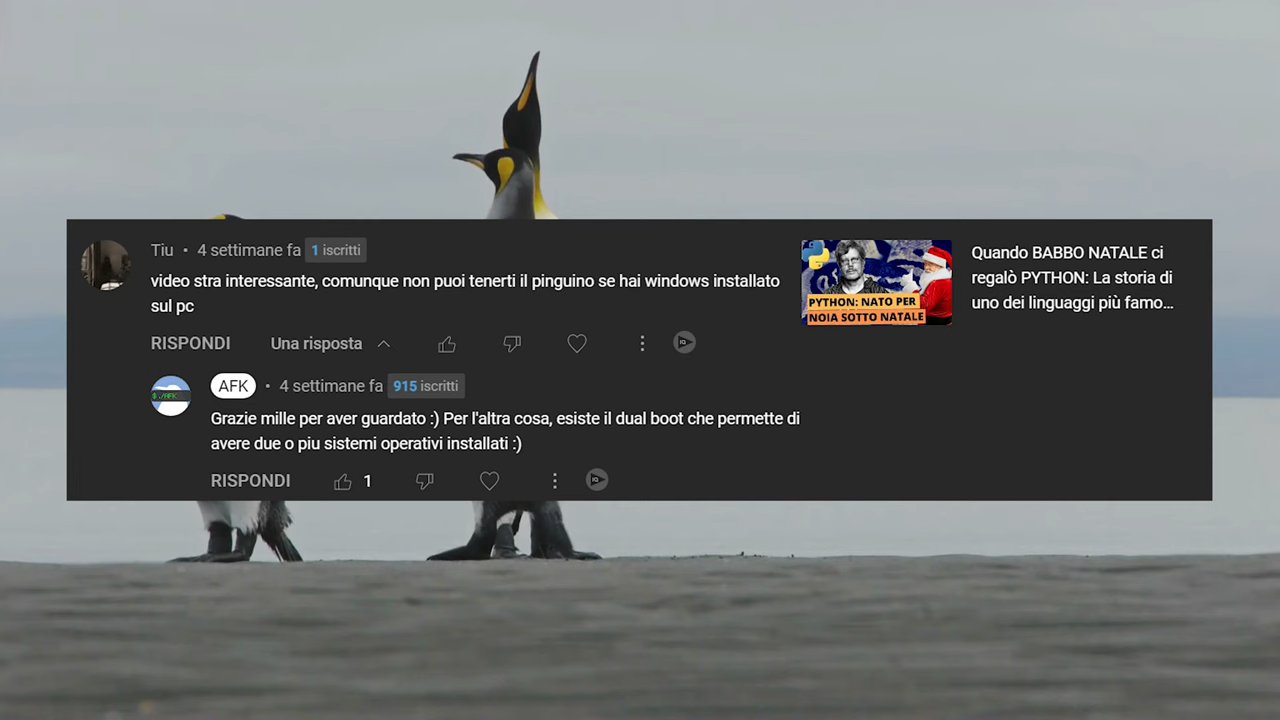 Tiu • 4 settimane fa 1 iscritti
video stra interessante, comunque non puoi tenerti il pinguino se hai windows installato
sul pc
RISPONDI Una risposta
AFK • 4 settimane fa 915 iscritti
Grazie mille per aver guardato :) Per l'altra cosa, esiste il dual boot che permette di
avere due o piu sistemi operativi installati :)
RISPONDI 1
PYTHON: NATO PER
NOIA SOTTO NATALE
Quando BABBO NATALE ci
regalò PYTHON: La storia di
uno dei linguaggi più famo...